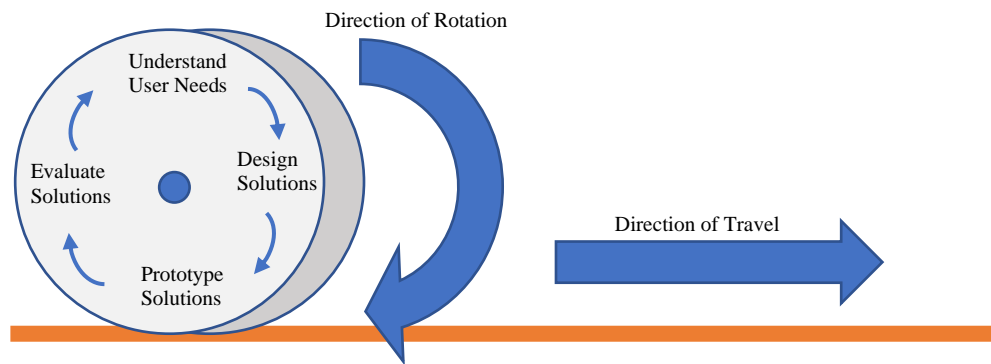 Direction of Rotation
Understand
User Needs
Design
Solutions
Evaluate
Solutions
Prototype
Solutions
Direction of Travel